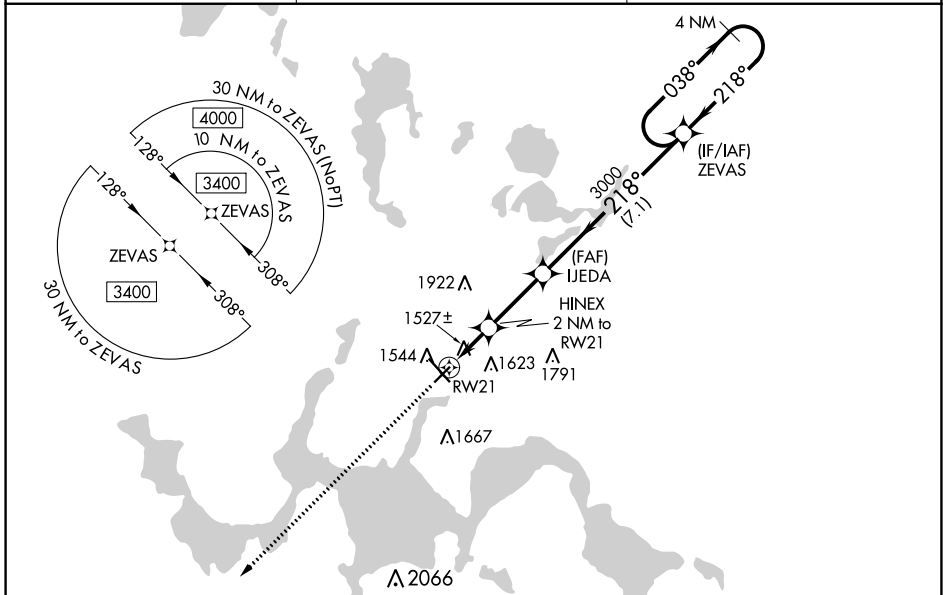 4 NM
038°
218°
(IF/IAF)
ZEVAS
3000
218°
(7.1)
(FAF)
IJEDA
HINEX
2 NM to
RW21
30 NM to ZEVAS (NoPT)
4000
10 NM to ZEVAS
3400
128°
ZEVAS
308°
128°
ZEVAS
3400
308°
30 NM to ZEVAS
1922
1527±
1544
1623
1791
RW21
1667
2066